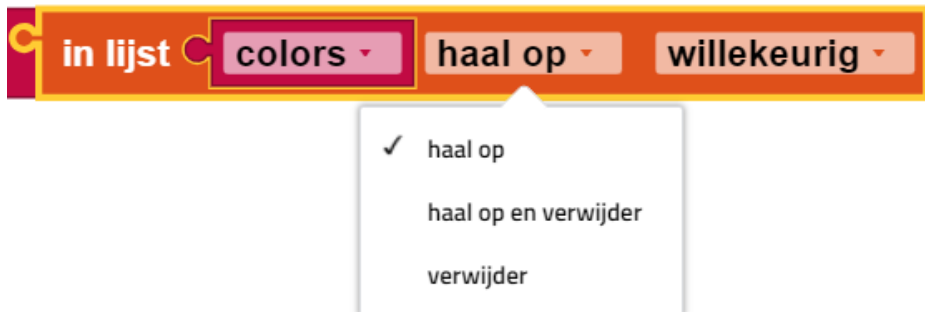 in lijst colors haal op willekeurig
✓ haal op
haal op en verwijder
verwijder